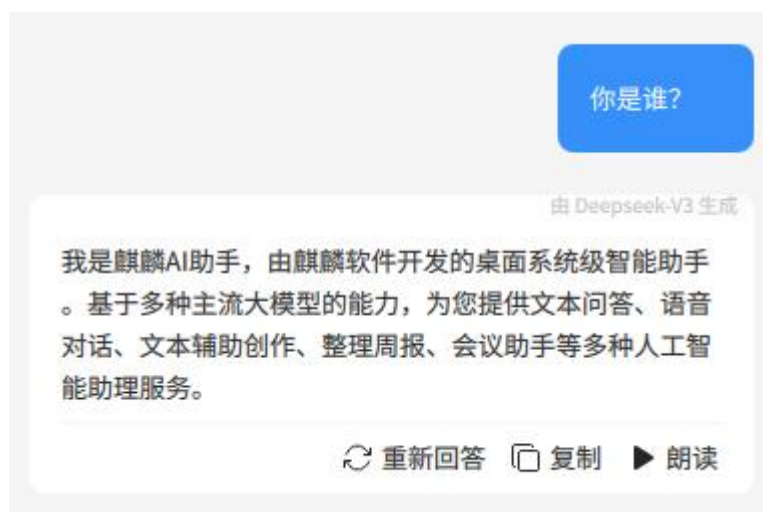 你是谁?
由 Deepseek-V3 生成
我是麒麟AI助手，由麒麟软件开发的桌面系统级智能助手
。基于多种主流大模型的能力，为您提供文本问答、语音
对话、文本辅助创作、整理周报、会议助手等多种人工智
能助理服务。
重新回答 复制 朗读